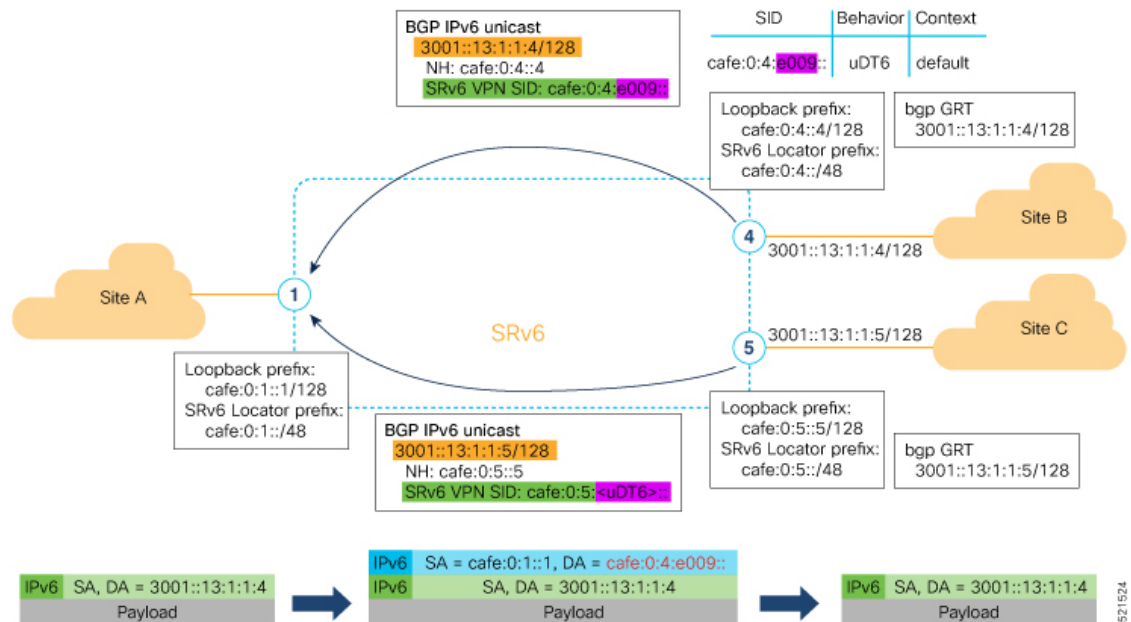 BGP IPv6 unicast
3001::13:1:1:4/128
NH: cafe:0:4::4
SRv6 VPN SID: cafe:0:4:e009::
SID Behavior Context
cafe:0:4:e009:: uDT6 default
Loopback prefix:
cafe:0:4::4/128
SRv6 Locator prefix:
cafe:0:4::/48
bgp GRT
3001::13:1:1:4/128
Site A
1
SRv6
4
3001::13:1:1:4/128
Site B
5
3001::13:1:1:5/128
Site C
Loopback prefix:
cafe:0:1::1/128
SRv6 Locator prefix:
cafe:0:1::/48
BGP IPv6 unicast
3001::13:1:1:5/128
NH: cafe:0:5::5
SRv6 VPN SID: cafe:0:5:<uDT6>::
Loopback prefix:
cafe:0:5::5/128
SRv6 Locator prefix:
cafe:0:5::/48
bgp GRT
3001::13:1:1:5/128
IPv6 SA, DA = 3001::13:1:1:4
Payload
IPv6 SA = cafe:0:1::1, DA = cafe:0:4:e009::
IPv6 SA, DA = 3001::13:1:1:4
Payload
IPv6 SA, DA = 3001::13:1:1:4
Payload
521524